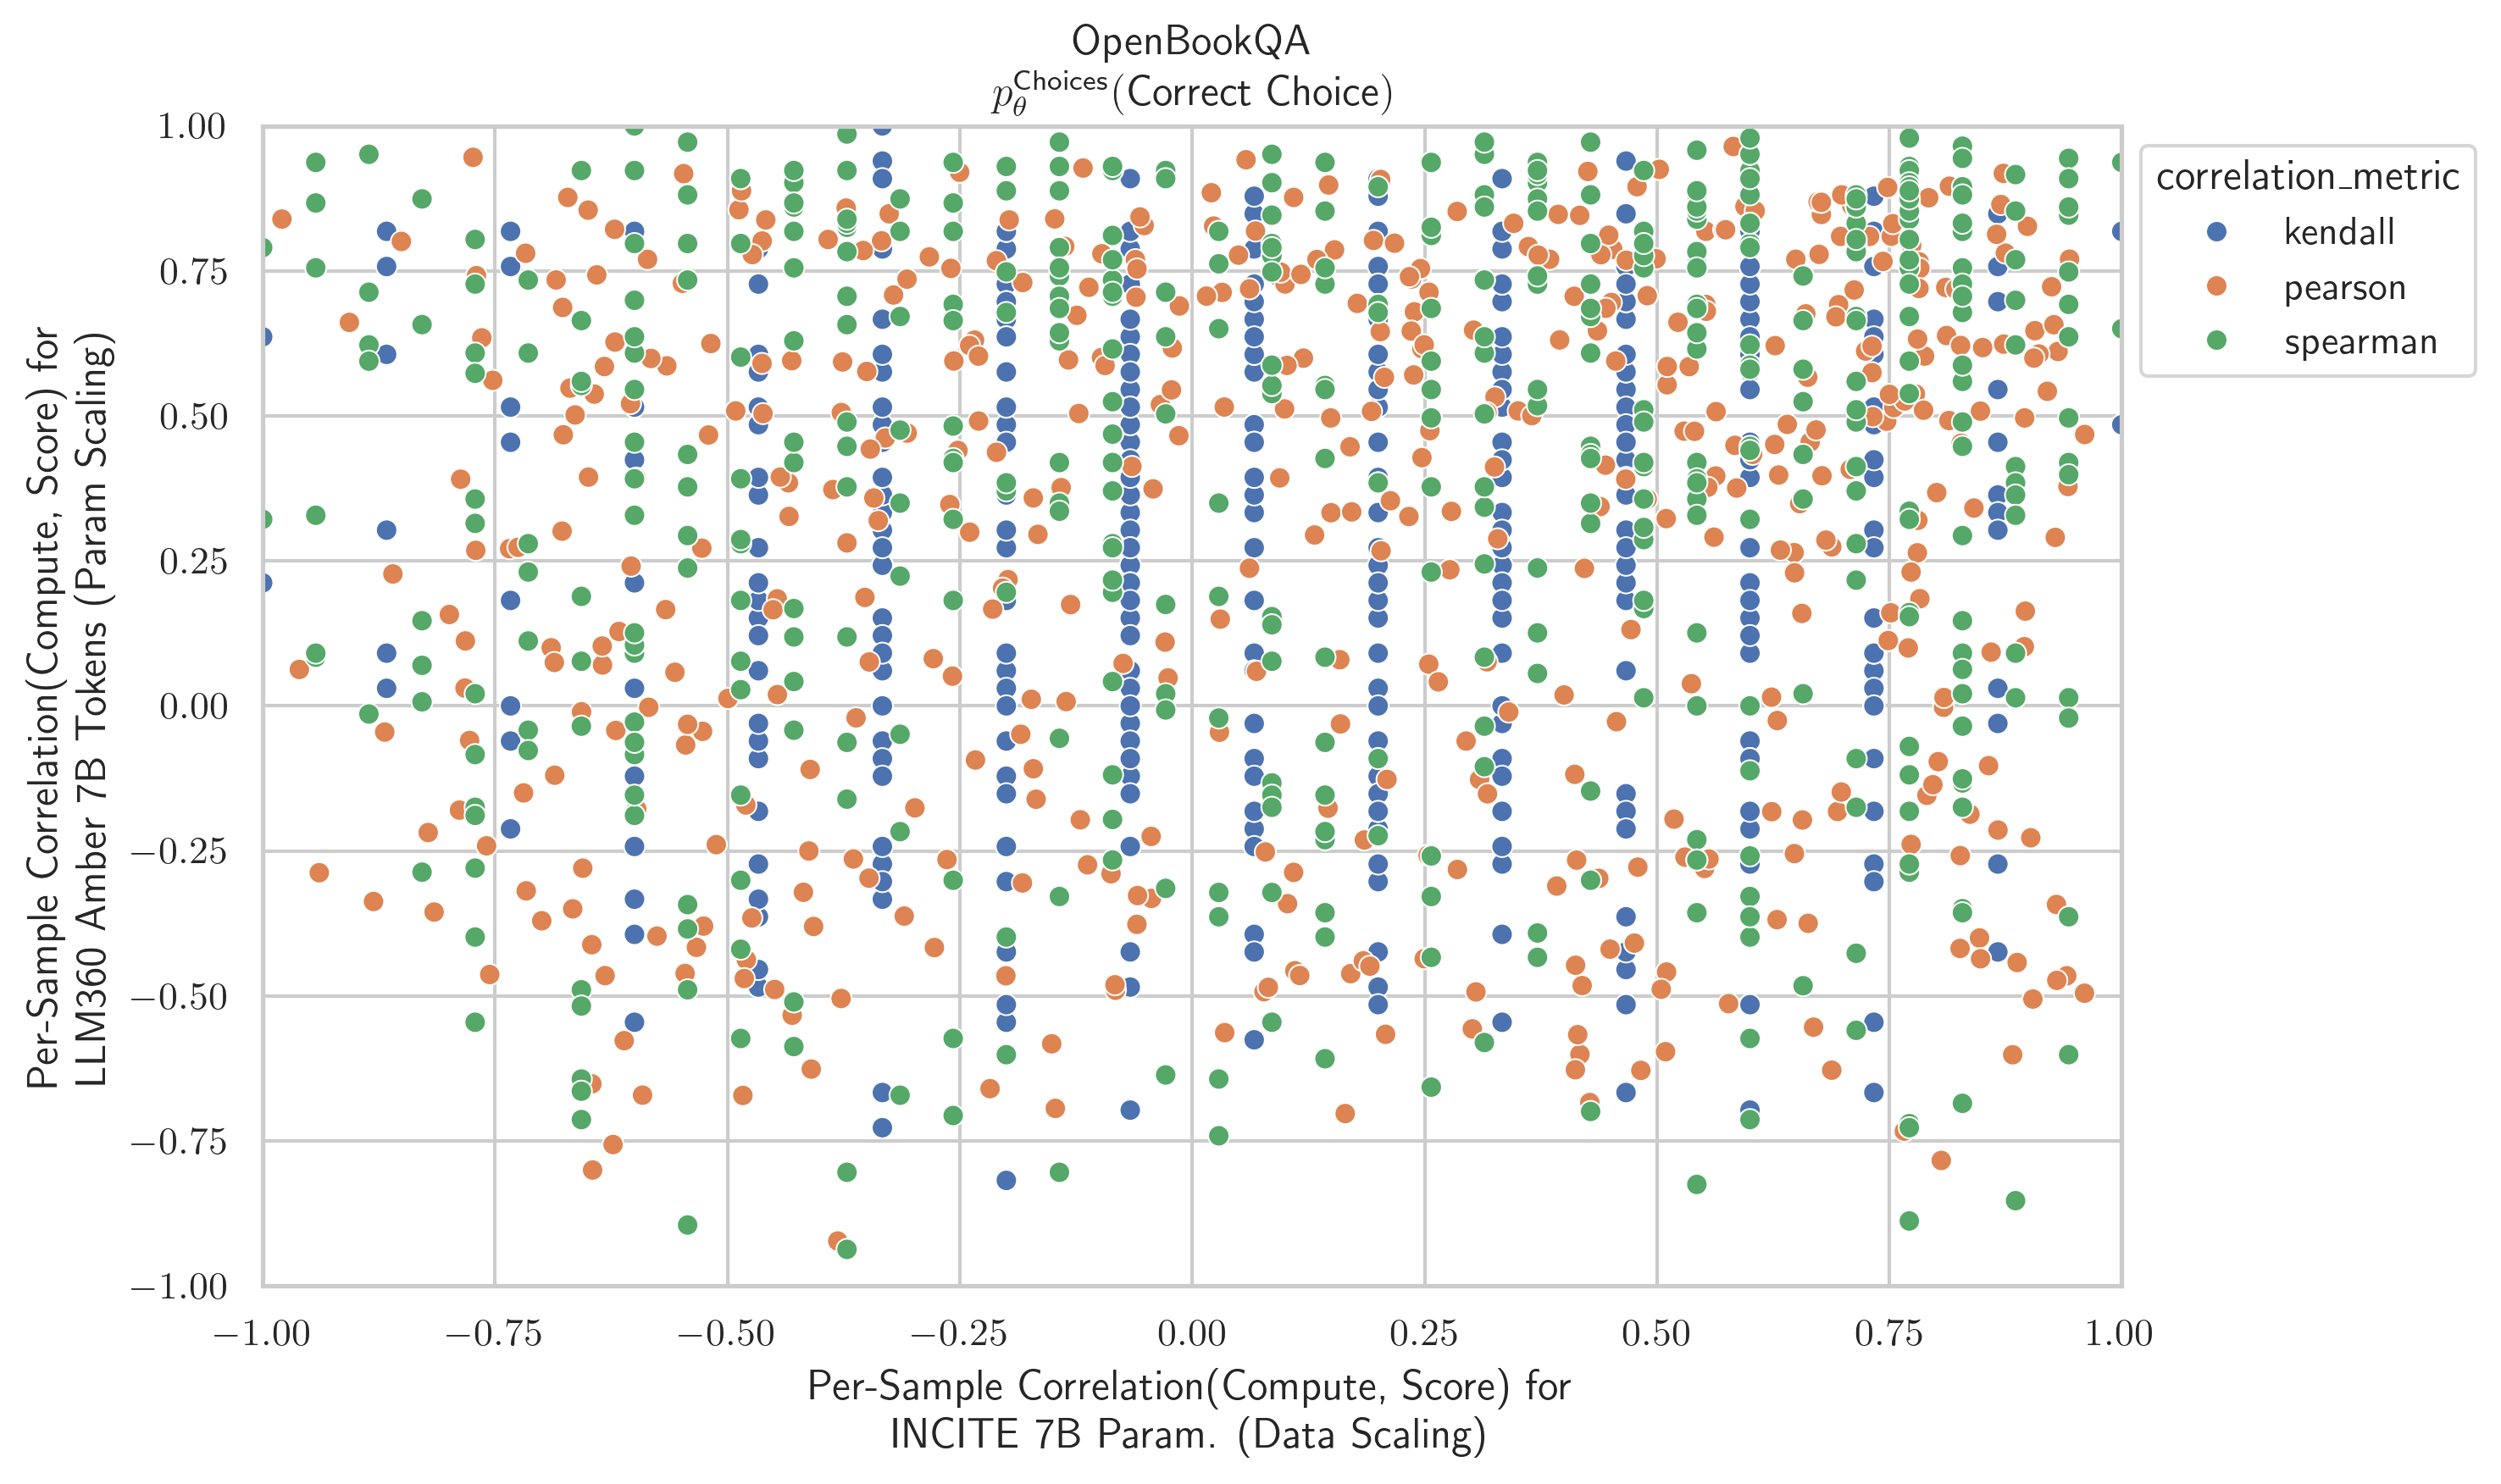 OpenBookQA
p_θ^Choices(Correct Choice)
Per-Sample Correlation(Compute, Score) for
LLM360 Amber 7B Tokens (Param Scaling)
1.00
0.75
0.50
0.25
0.00
−0.25
−0.50
−0.75
−1.00
−1.00 −0.75 −0.50 −0.25 0.00 0.25 0.50 0.75 1.00
Per-Sample Correlation(Compute, Score) for
INCITE 7B Param. (Data Scaling)
correlation_metric
kendall
pearson
spearman